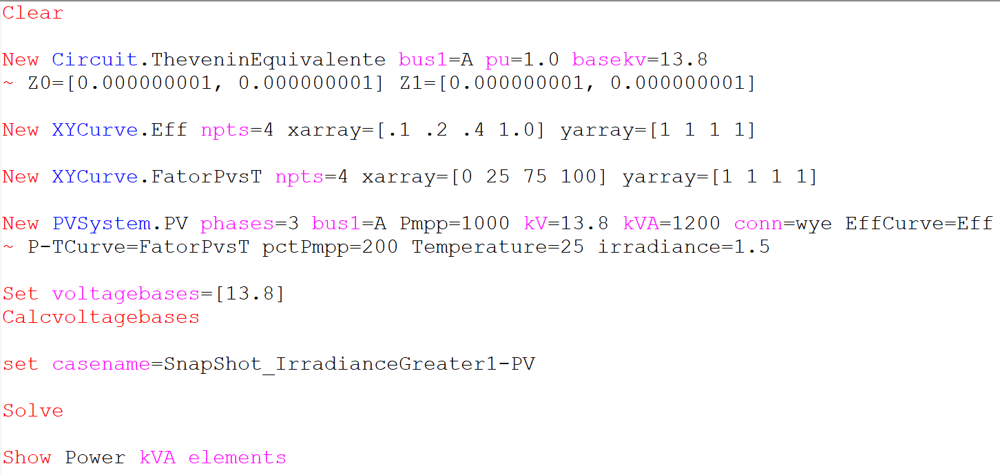 Clear
New Circuit.TheveninEquivalente bus1=A pu=1.0 basekv=13.8
~ Z0=[0.000000001, 0.000000001] Z1=[0.000000001, 0.000000001]
New XYCurve.Eff npts=4 xarray=[.1 .2 .4 1.0] yarray=[1 1 1 1]
New XYCurve.FatorPvsT npts=4 xarray=[0 25 75 100] yarray=[1 1 1 1]
New PVSystem.PV phases=3 bus1=A Pmpp=1000 kV=13.8 kVA=1200 conn=wye EffCurve=Eff
~ P-TCurve=FatorPvsT pctPmpp=200 Temperature=25 irradiance=1.5
Set voltagebases=[13.8]
Calcvoltagebases
set casename=SnapShot_IrradianceGreater1-PV
Solve
Show Power kVA elements